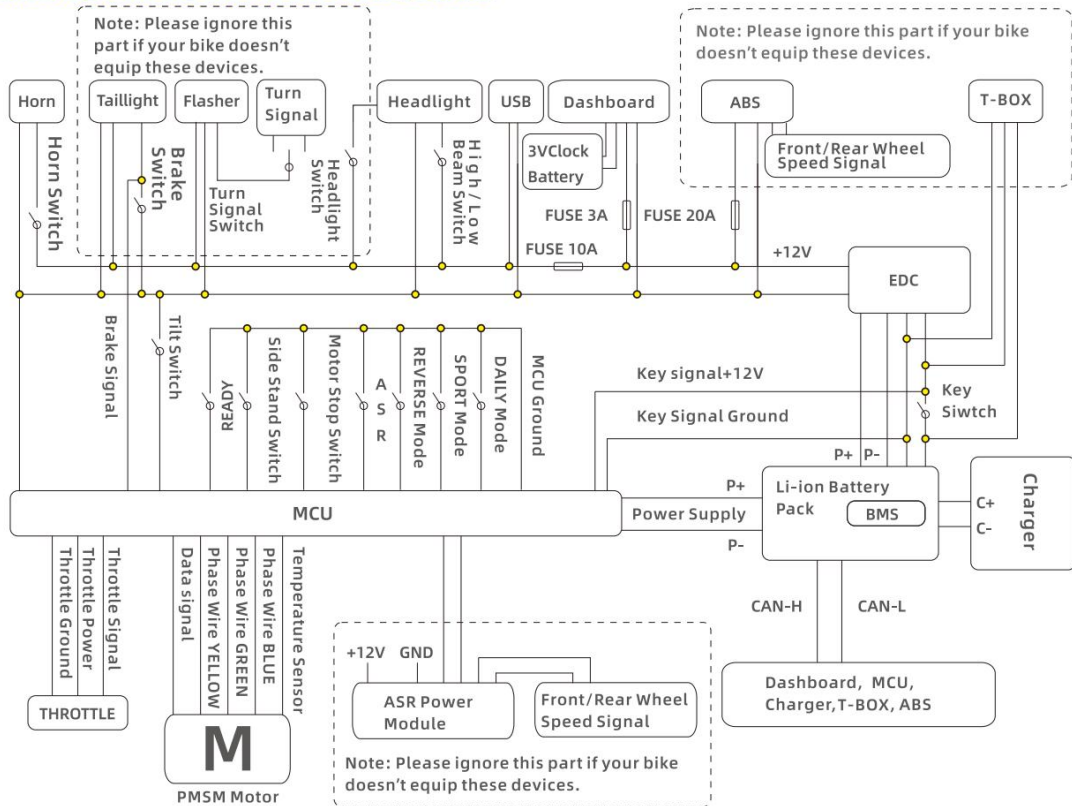 Note: Please ignore this
part if your bike doesn't
equip these devices.
Note: Please ignore this part if your bike
doesn't equip these devices.
Horn
Taillight
Flasher
Turn
Signal
Headlight
USB
Dashboard
ABS
T-BOX
3VClock
Battery
Front/Rear Wheel
Speed Signal
Horn Switch
Brake
Switch
Turn
Signal
Switch
Headlight
Switch
High/Low
Beam Switch
FUSE 3A
FUSE 20A
FUSE 10A
+12V
EDC
Brake Signal
Tilt Switch
READY
Side Stand Switch
Motor Stop Switch
ASR
REVERSE Mode
SPORT Mode
DAILY Mode
MCU Ground
Key signal+12V
Key Signal Ground
Key
Siwtch
P+
P-
MCU
P+
Power Supply
P-
Li-ion Battery
Pack
BMS
C+
C-
Charger
Throttle Ground
Throttle Power
Throttle Signal
Data signal
Phase Wire YELLOW
Phase Wire GREEN
Phase Wire BLUE
Temperature Sensor
CAN-H
CAN-L
+12V
GND
THROTTLE
M
PMSM Motor
ASR Power
Module
Front/Rear Wheel
Speed Signal
Note: Please ignore this part if your bike
doesn't equip these devices.
Dashboard, MCU,
Charger,T-BOX, ABS